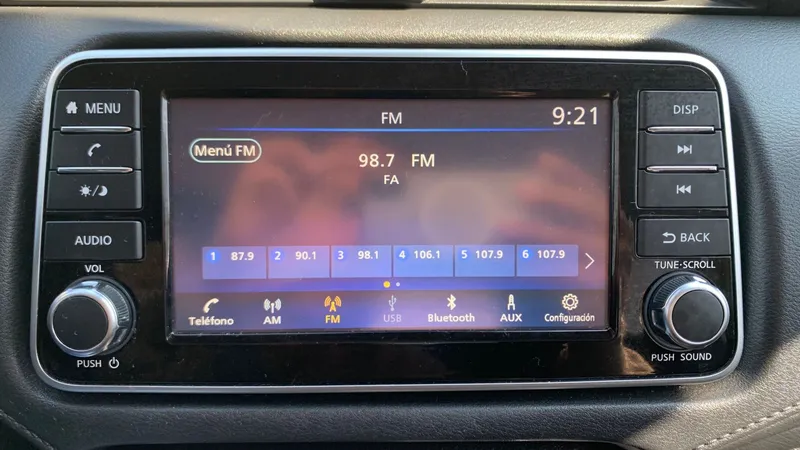 MENU
AUDIO
VOL
PUSH
FM
9:21
Menú FM
98.7 FM
FA
1 87.9
2 90.1
3 98.1
4 106.1
5 107.9
6 107.9
Teléfono
AM
FM
USB
Bluetooth
AUX
Configuración
DISP
BACK
TUNE·SCROLL
PUSH SOUND